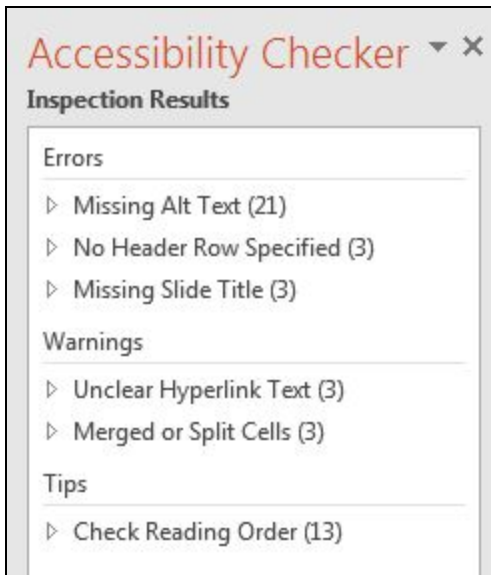 Accessibility Checker
Inspection Results
Errors
Missing Alt Text (21)
No Header Row Specified (3)
Missing Slide Title (3)
Warnings
Unclear Hyperlink Text (3)
Merged or Split Cells (3)
Tips
Check Reading Order (13)